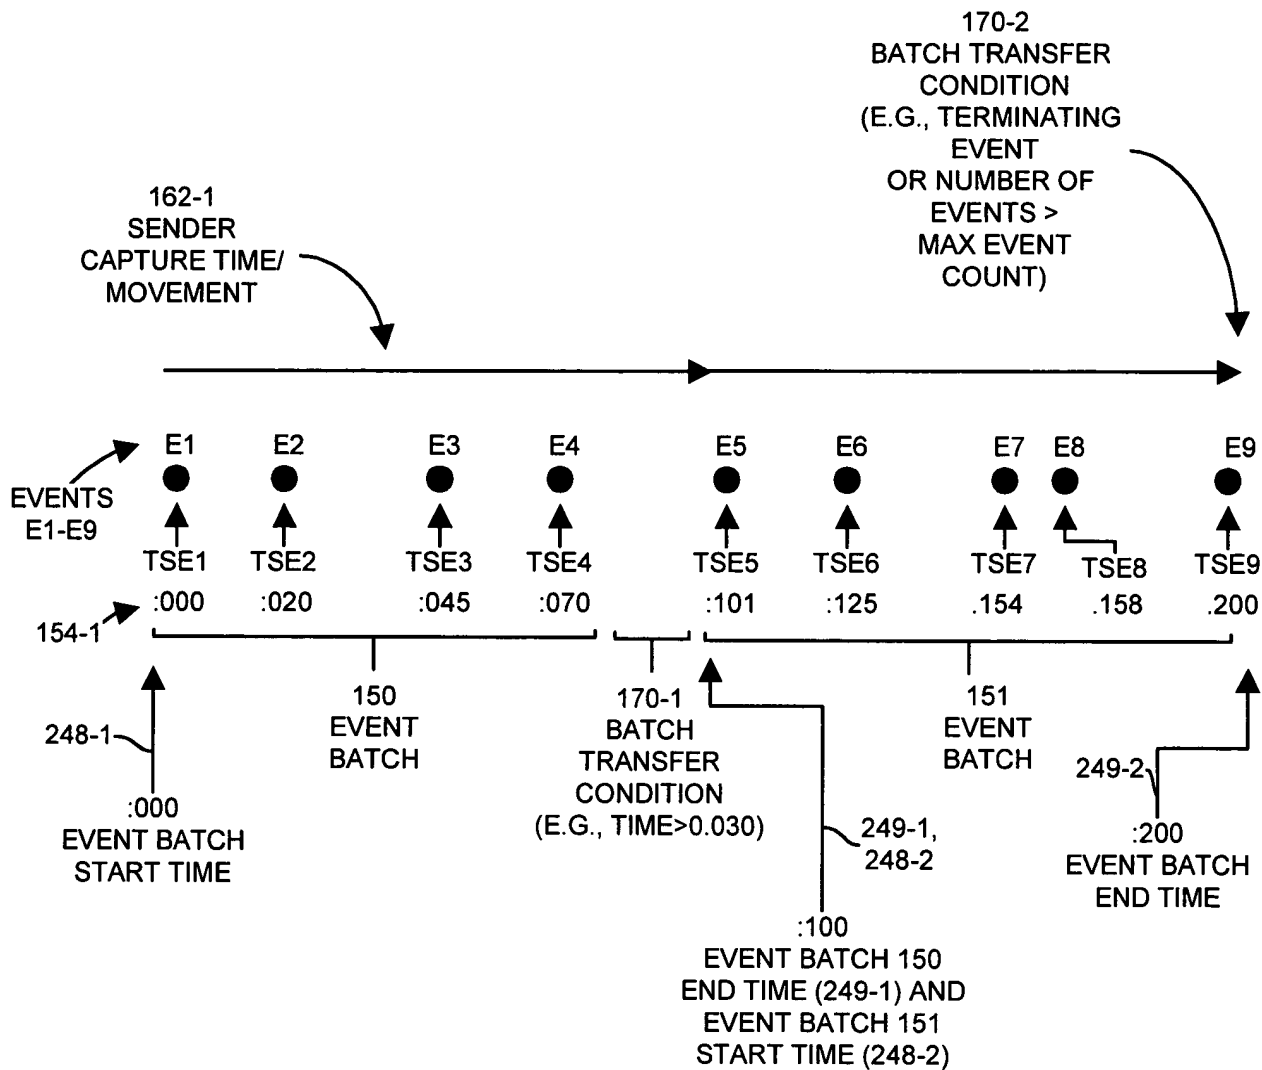 170-2
BATCH TRANSFER
CONDITION
(E.G., TERMINATING
EVENT
OR NUMBER OF
EVENTS >
MAX EVENT
COUNT)
162-1
SENDER
CAPTURE TIME/
MOVEMENT
E1 E2 E3 E4 E5 E6 E7 E8 E9
EVENTS
E1-E9
TSE1 TSE2 TSE3 TSE4 TSE5 TSE6 TSE7 TSE8 TSE9
:000 :020 :045 :070 :101 :125 .154 .158 .200
154-1
248-1
:000
EVENT BATCH
START TIME
150
EVENT
BATCH
170-1
BATCH
TRANSFER
CONDITION
(E.G., TIME>0.030)
151
EVENT
BATCH
249-1,
248-2
:100
EVENT BATCH 150
END TIME (249-1) AND
EVENT BATCH 151
START TIME (248-2)
249-2
:200
EVENT BATCH
END TIME